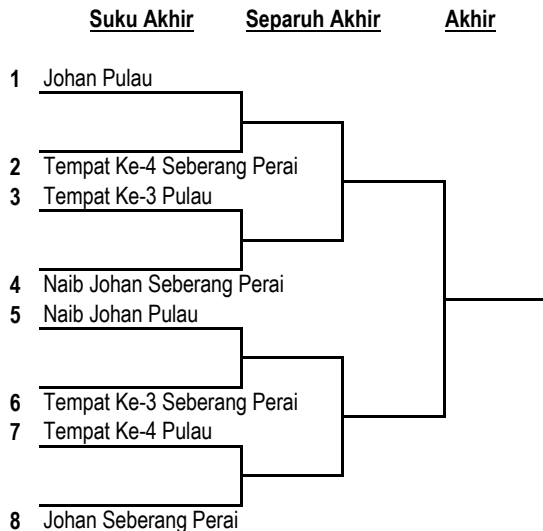 Suku Akhir Separuh Akhir Akhir
1 Johan Pulau
2 Tempat Ke-4 Seberang Perai
3 Tempat Ke-3 Pulau
4 Naib Johan Seberang Perai
5 Naib Johan Pulau
6 Tempat Ke-3 Seberang Perai
7 Tempat Ke-4 Pulau
8 Johan Seberang Perai